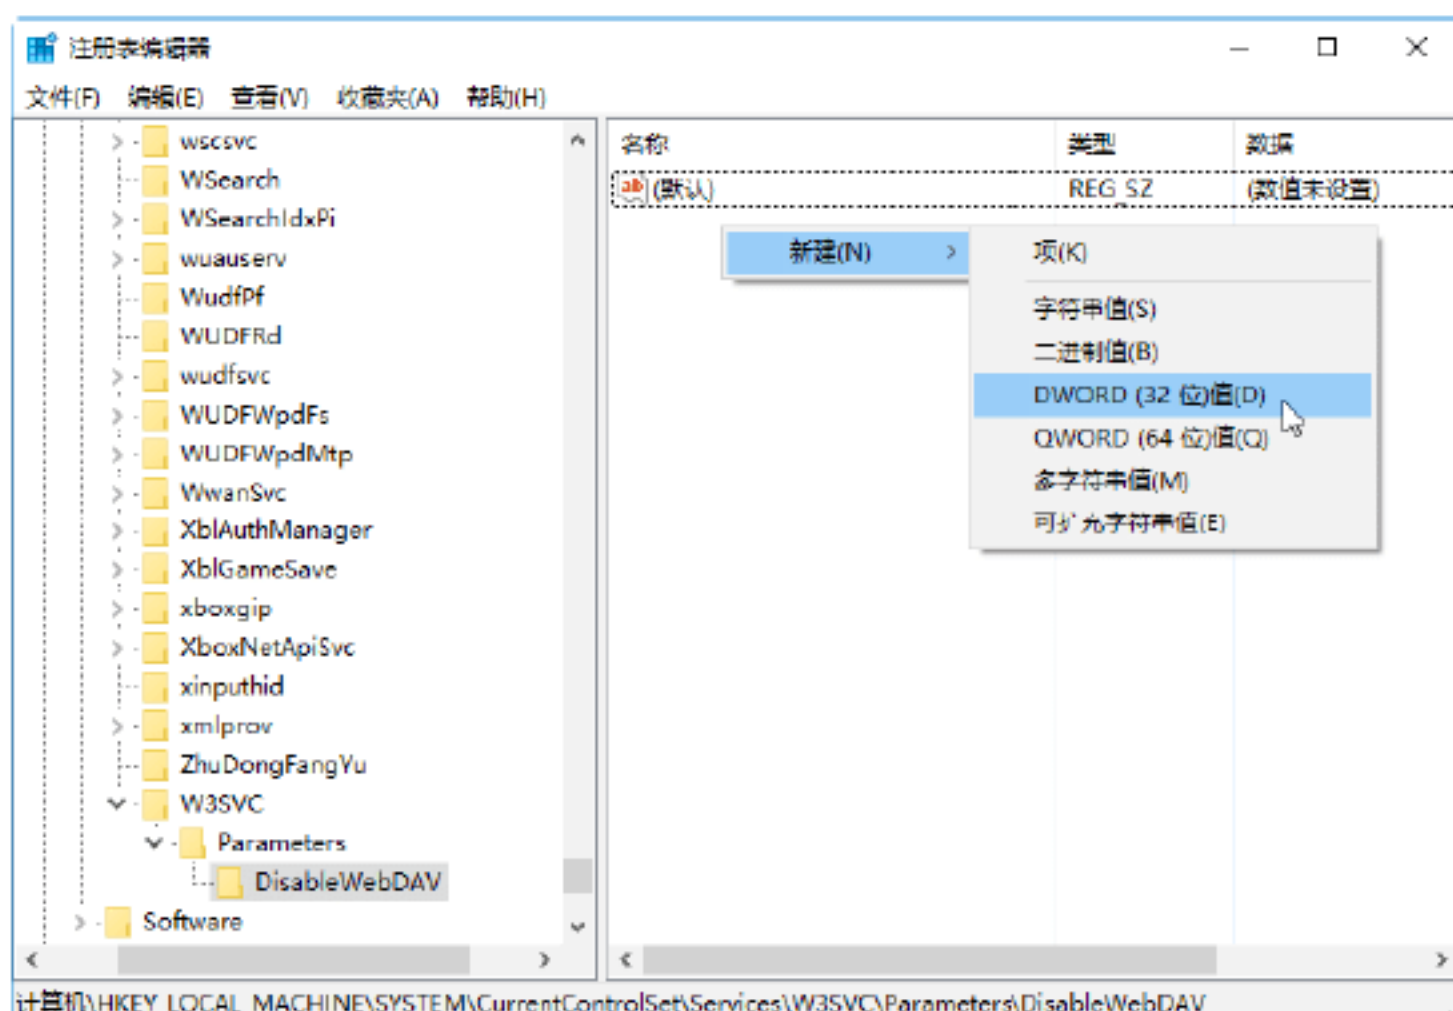 注册表编辑器
文件(F) 编辑(E) 查看(V) 收藏夹(A) 帮助(H)
wscsvc
WSearch
WSearchIdxPi
wuauserv
WudfPf
WUDFRd
wudfsvc
WUDFWpdFs
WUDFWpdMtp
WwanSvc
XblAuthManager
XblGameSave
xboxgip
XboxNetApiSvc
xinputhid
xmlprov
ZhuDongFangYu
W3SVC
Parameters
DisableWebDAV
Software
名称 类型 数据
ab (默认) REG_SZ (数值未设置)
新建(N)
项(K)
字符串值(S)
二进制值(B)
DWORD (32 位)值(D)
QWORD (64 位)值(Q)
多字符串值(M)
可扩充字符串值(E)
计算机\HKEY_LOCAL_MACHINE\SYSTEM\CurrentControlSet\Services\W3SVC\Parameters\DisableWebDAV